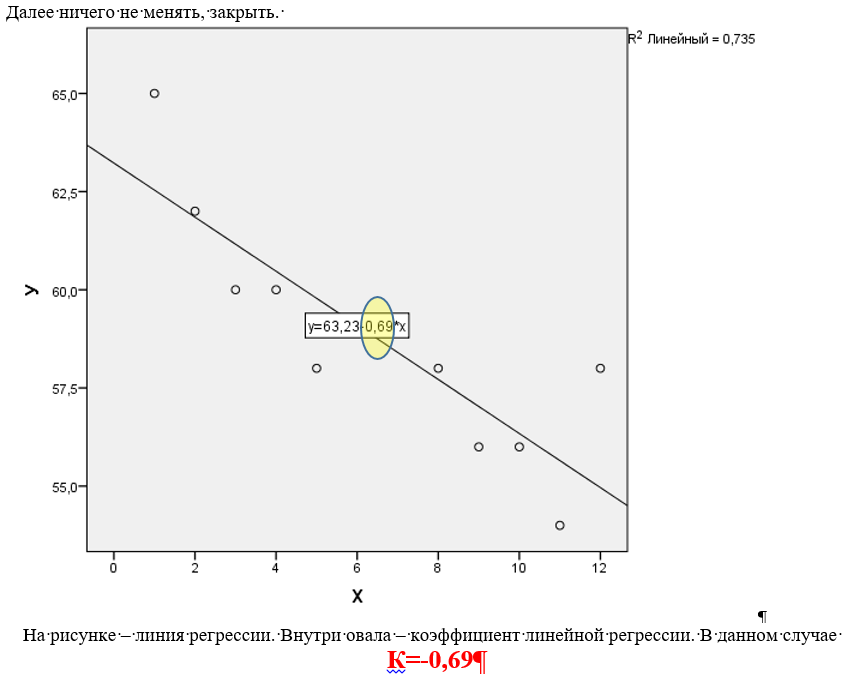 Далее ничего не менять, закрыть.
R² Линейный = 0,735
65,0
62,5
60,0
57,5
55,0
y
y=63,23-0,69*x
0 2 4 6 8 10 12
x
¶
На рисунке – линия регрессии. Внутри овала – коэффициент линейной регрессии. В данном случае
К=-0,69¶